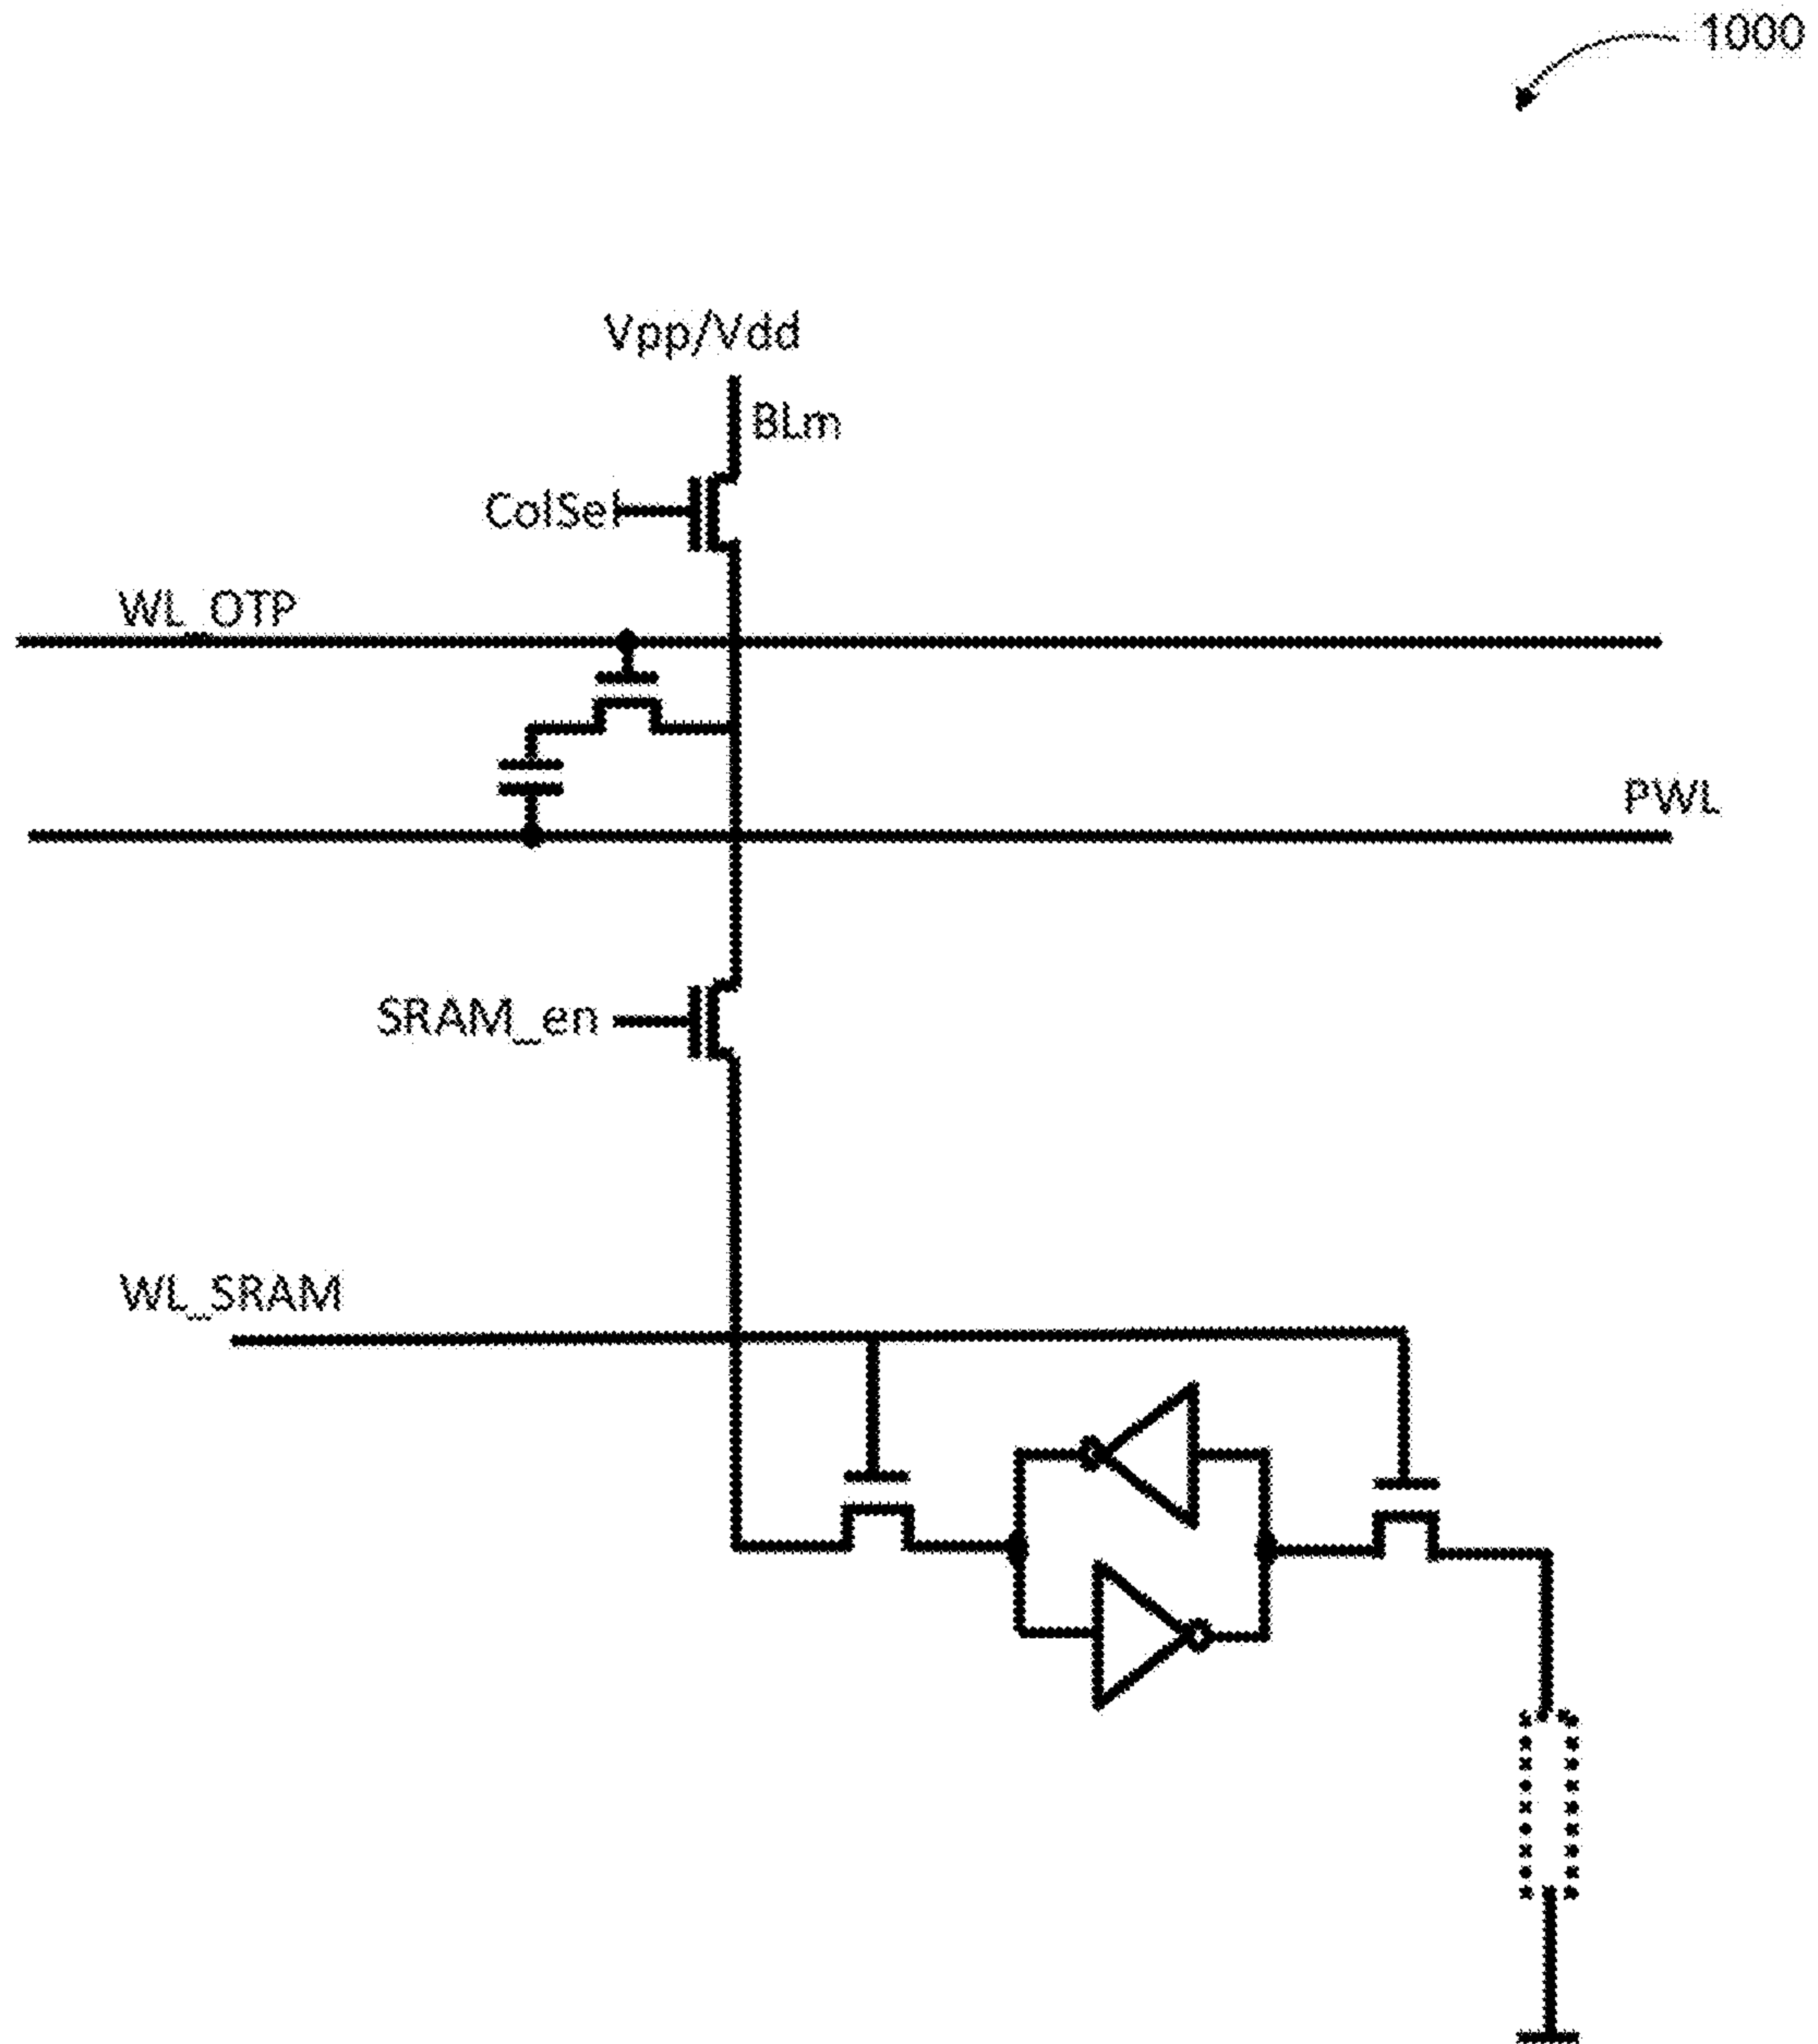 1000
Vpp/Vdd
BLm
ColSel
WL_OTP
PWL
SRAM_en
WL_SRAM